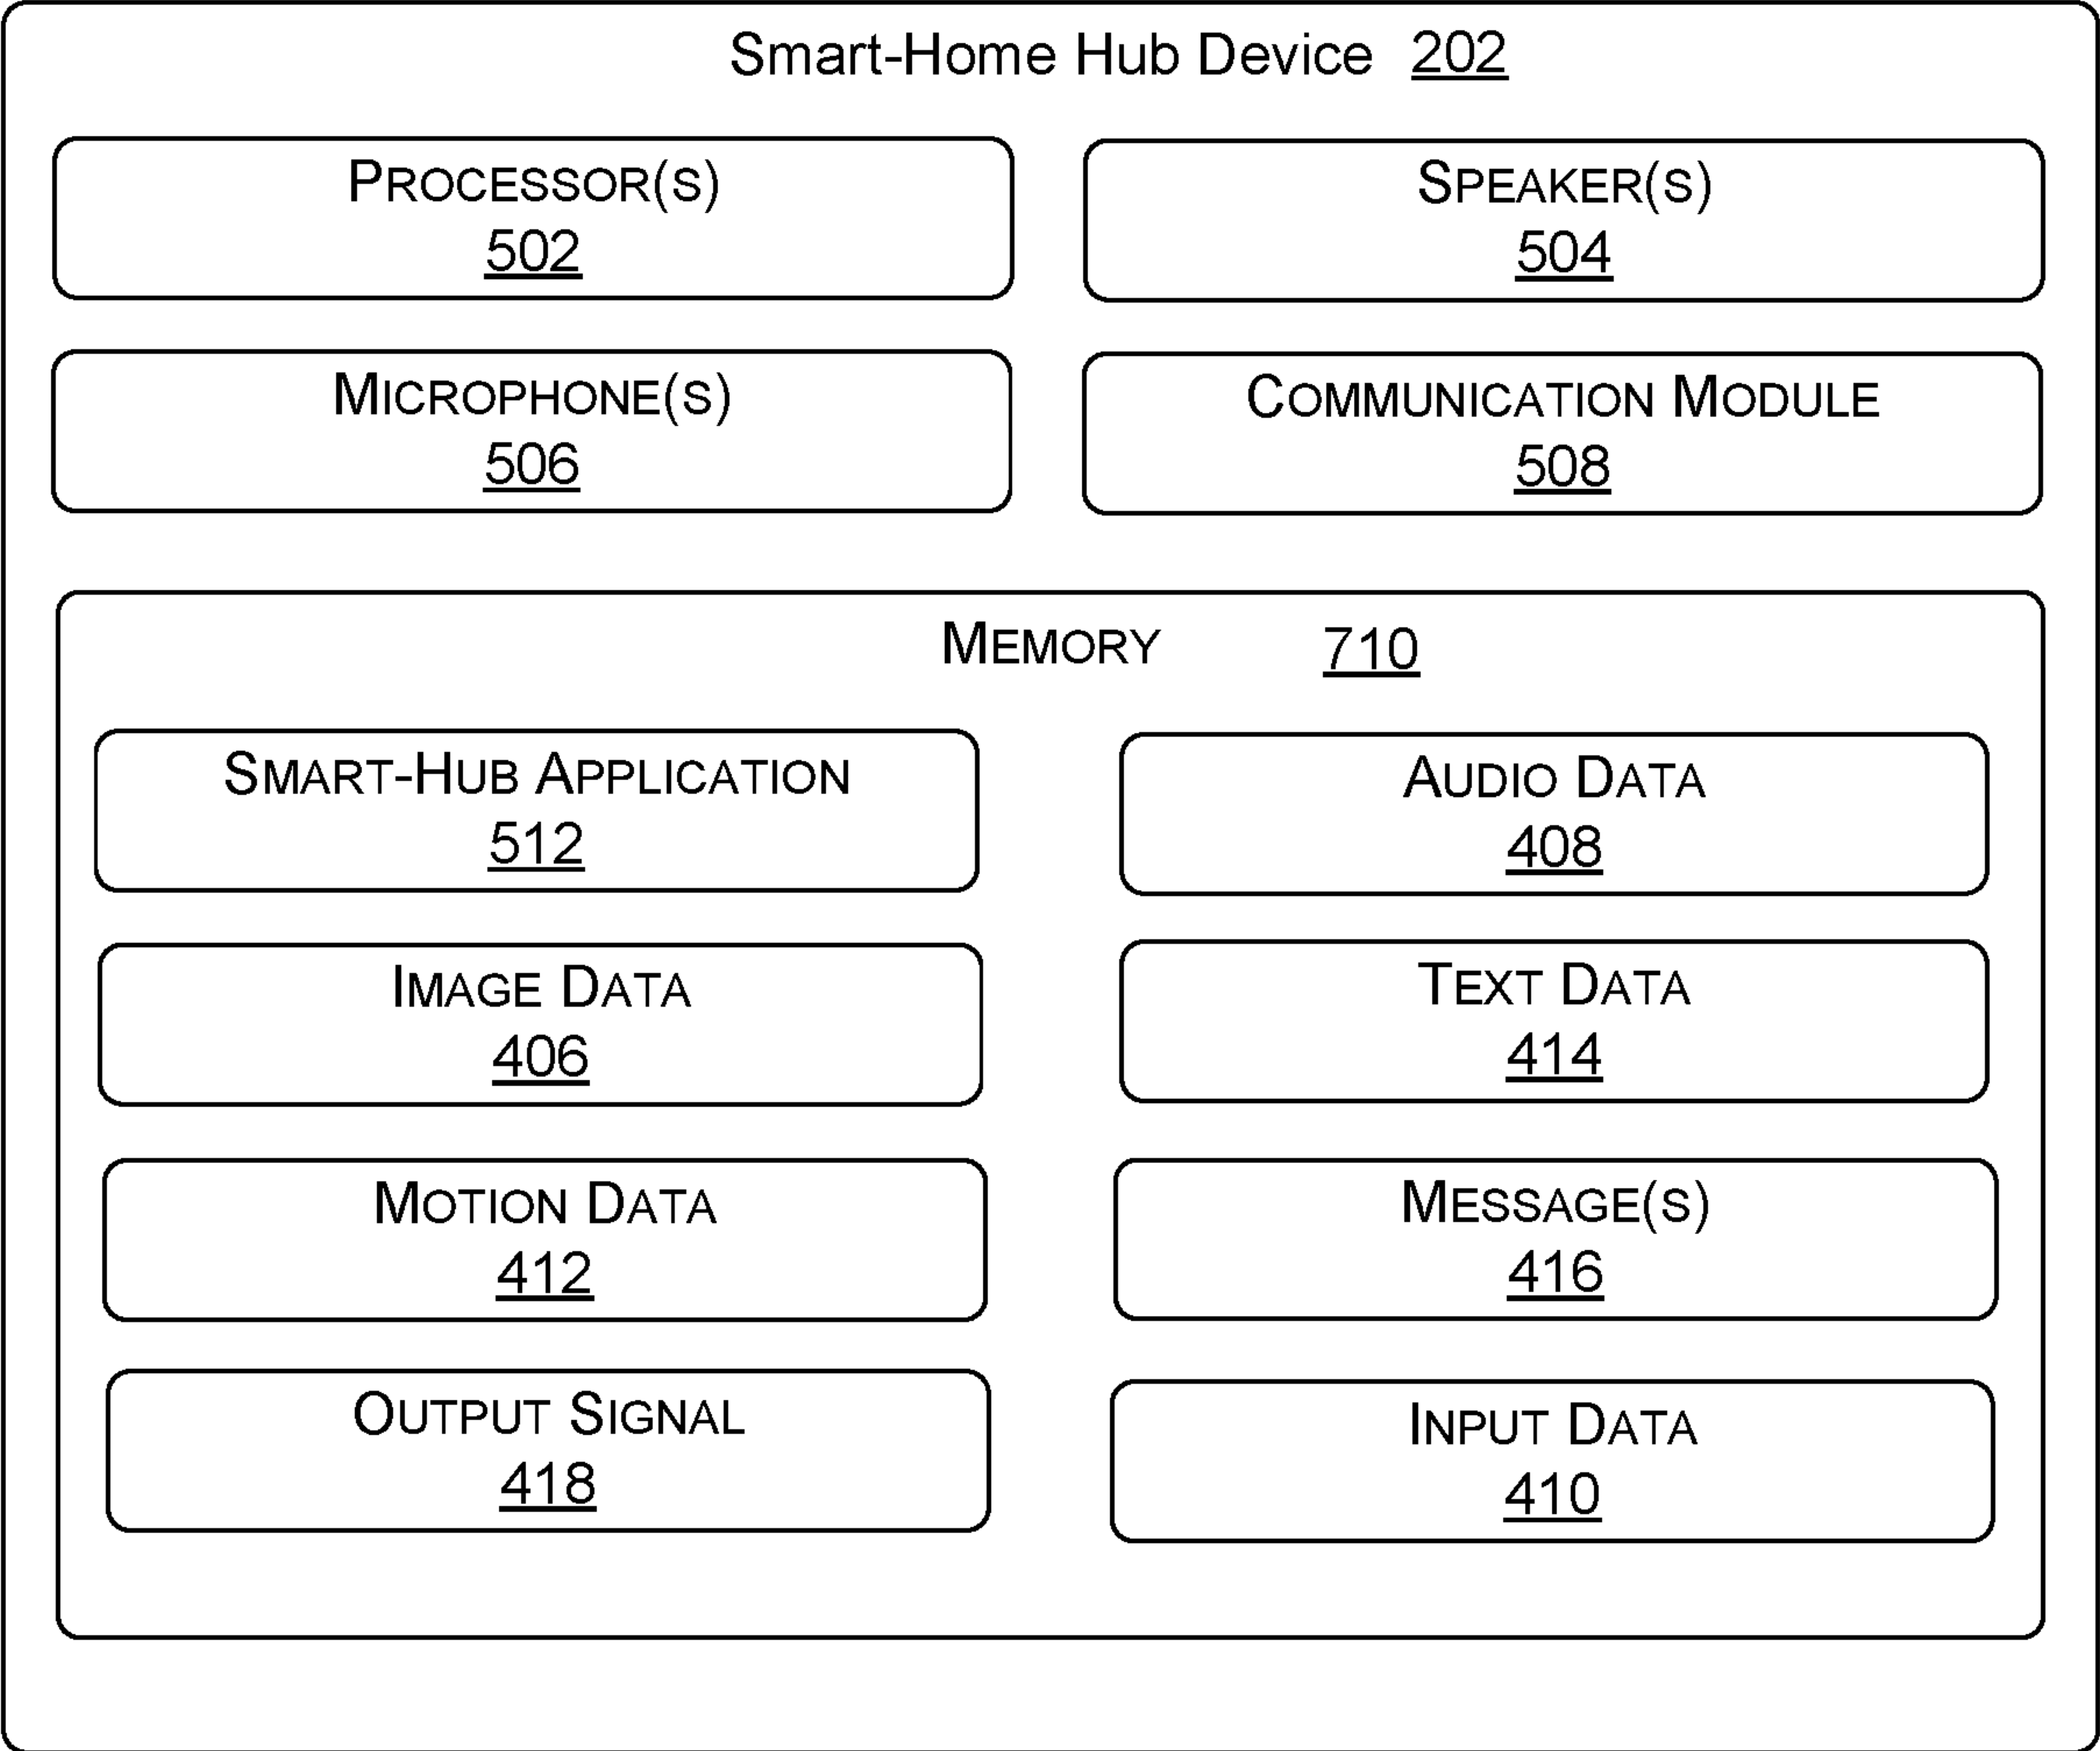 Smart-Home Hub Device 202
PROCESSOR(S)
502
SPEAKER(S)
504
MICROPHONE(S)
506
COMMUNICATION MODULE
508
MEMORY 710
SMART-HUB APPLICATION
512
AUDIO DATA
408
IMAGE DATA
406
TEXT DATA
414
MOTION DATA
412
MESSAGE(S)
416
OUTPUT SIGNAL
418
INPUT DATA
410